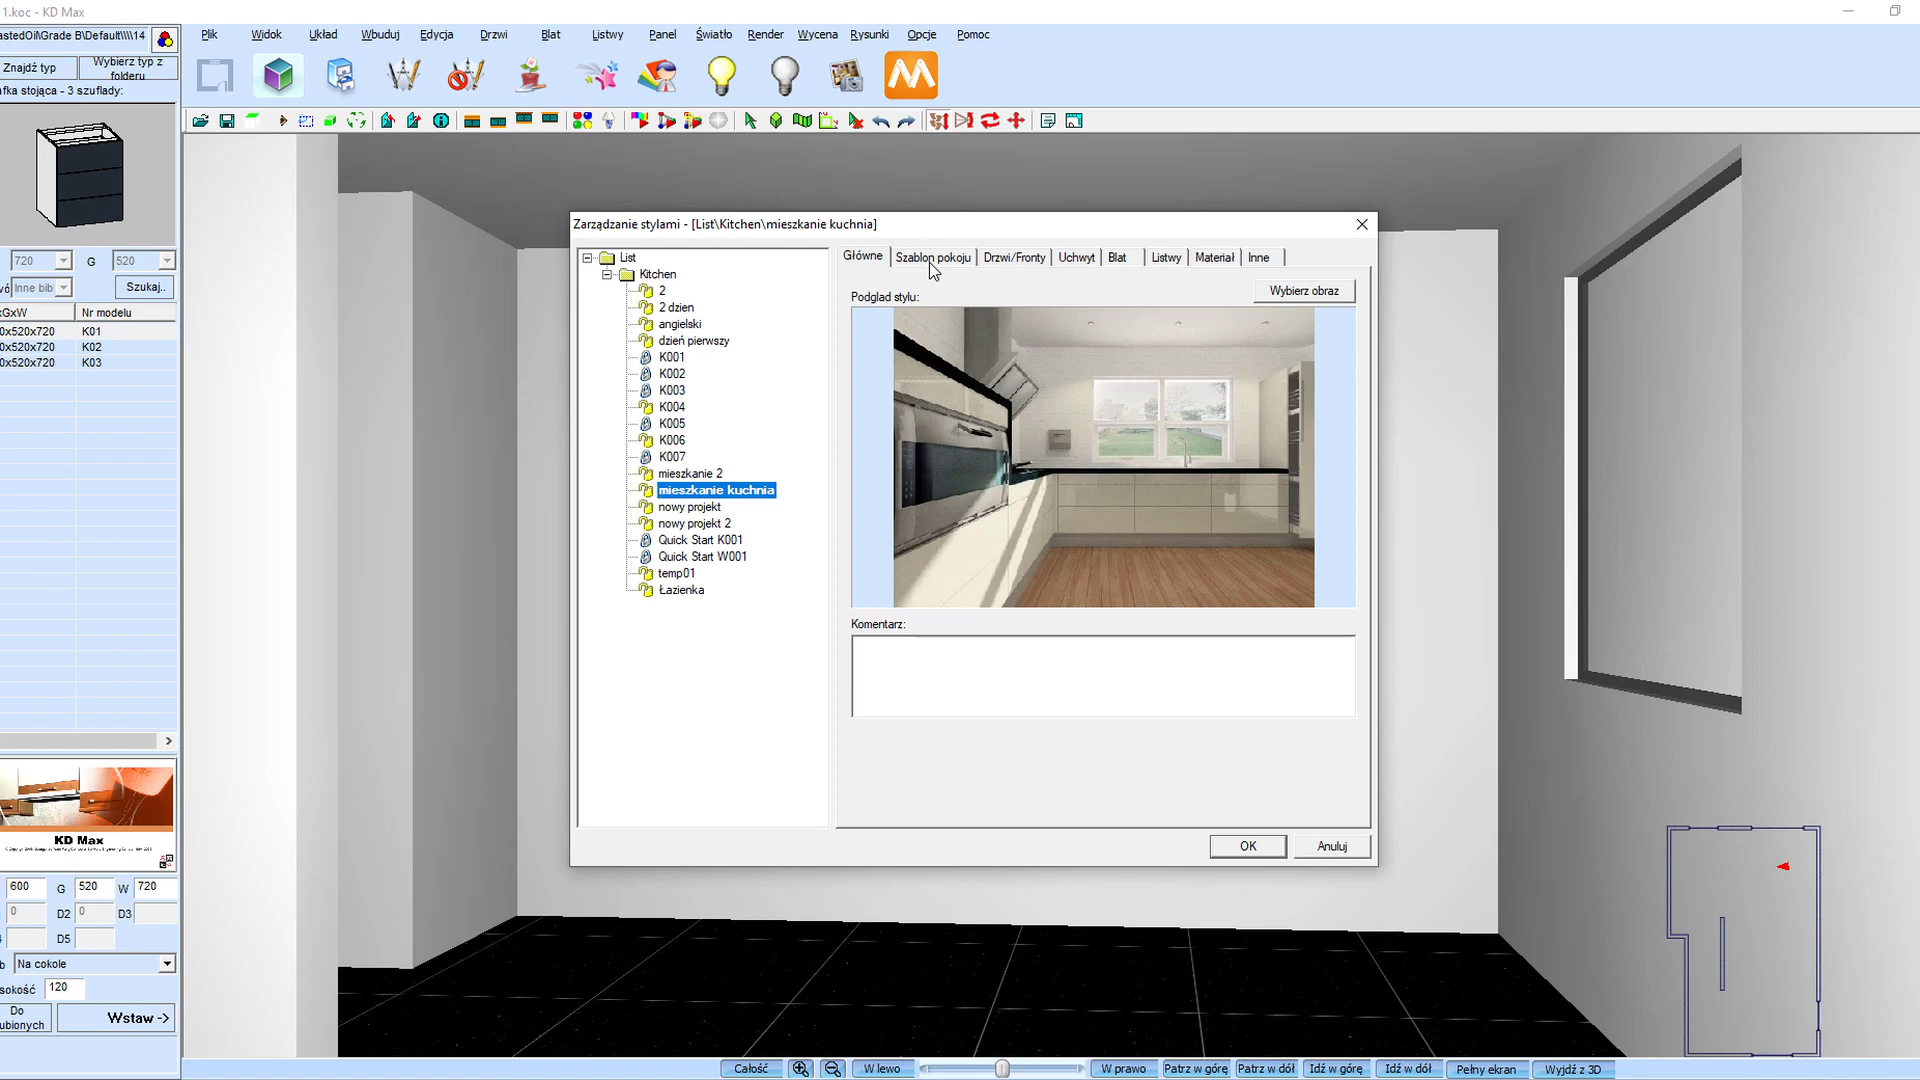 1.koc - KD Max
astedOil\Grade B\Default\\\\14
Plik Widok Układ Wbuduj Edycja Drzwi Blat Listwy Panel Światło Render Wycena Rysunki Opcje Pomoc
Znajdź typ
Wybierz typ z folderu
afka stojąca - 3 szuflady:
720 G 520
Inne bib Szukaj..
xGxW Nr modelu
0x520x720 K01
0x520x720 K02
0x520x720 K03
KD Max
600 G 520 W 720
0 D2 0 D3
D5
b Na cokole
sokość 120
Do
ubionych
Wstaw ->
Zarządzanie stylami - [List\Kitchen\mieszkanie kuchnia]
List
Kitchen
2
2 dzien
angielski
dzień pierwszy
K001
K002
K003
K004
K005
K006
K007
mieszkanie 2
mieszkanie kuchnia
nowy projekt
nowy projekt 2
Quick Start K001
Quick Start W001
temp01
Łazienka
Główne Szablon pokoju Drzwi/Fronty Uchwyt Blat Listwy Materiał Inne
Podglad stylu:
Wybierz obraz
Komentarz:
OK Anuluj
Całość W lewo W prawo Patrz w górę Patrz w dół Idź w górę Idź w dół Pełny ekran Wyjdź z 3D